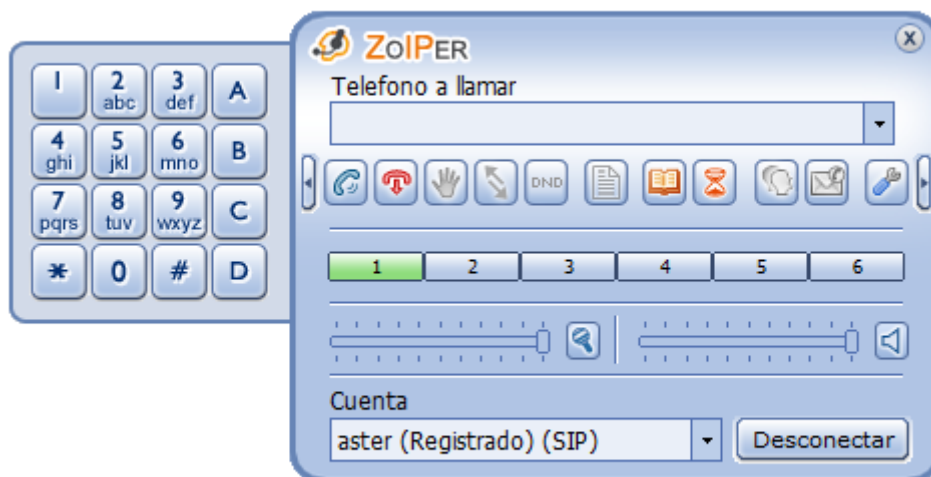 1
2 abc
3 def
A
4 ghi
5 jkl
6 mno
B
7 pqrs
8 tuv
9 wxyz
C
*
0
#
D
ZOIPER
Telefono a llamar
DND
1 2 3 4 5 6
Cuenta
aster (Registrado) (SIP)
Desconectar